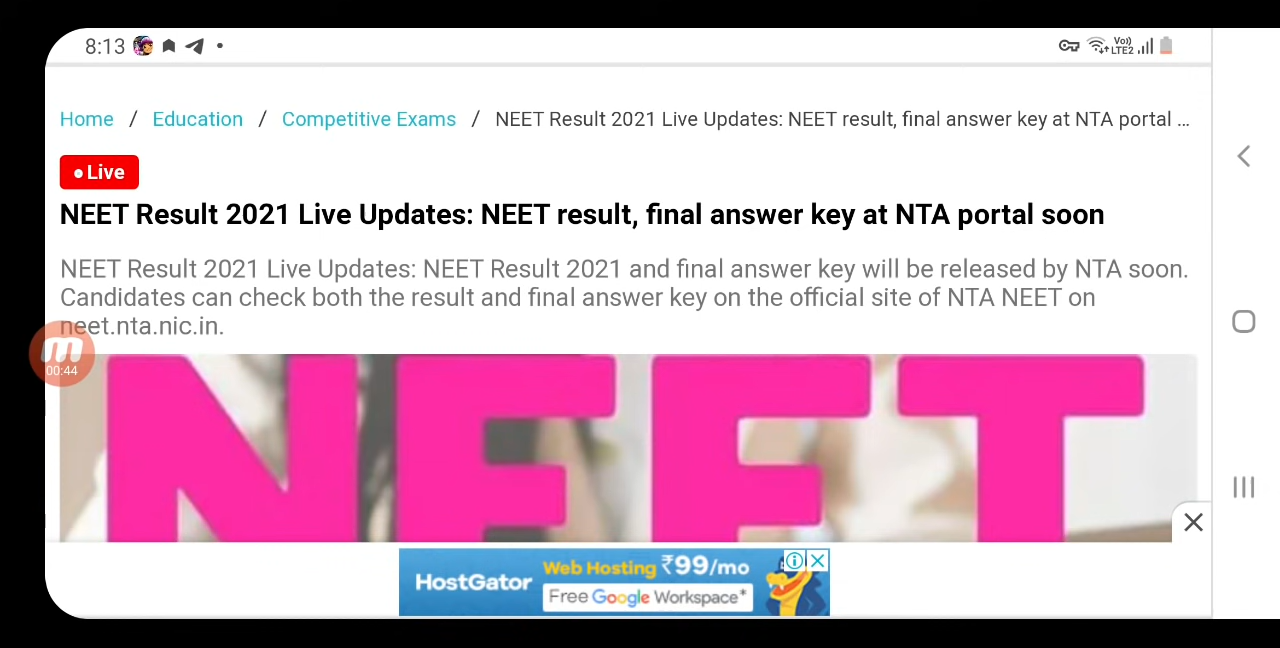 8:13
Vo))
LTE2
Home / Education / Competitive Exams / NEET Result 2021 Live Updates: NEET result, final answer key at NTA portal ...
Live
NEET Result 2021 Live Updates: NEET result, final answer key at NTA portal soon
NEET Result 2021 Live Updates: NEET Result 2021 and final answer key will be released by NTA soon.
Candidates can check both the result and final answer key on the official site of NTA NEET on
neet.nta.nic.in.
00:44
NEET
HostGator
Web Hosting ₹99/mo
Free Google Workspace*